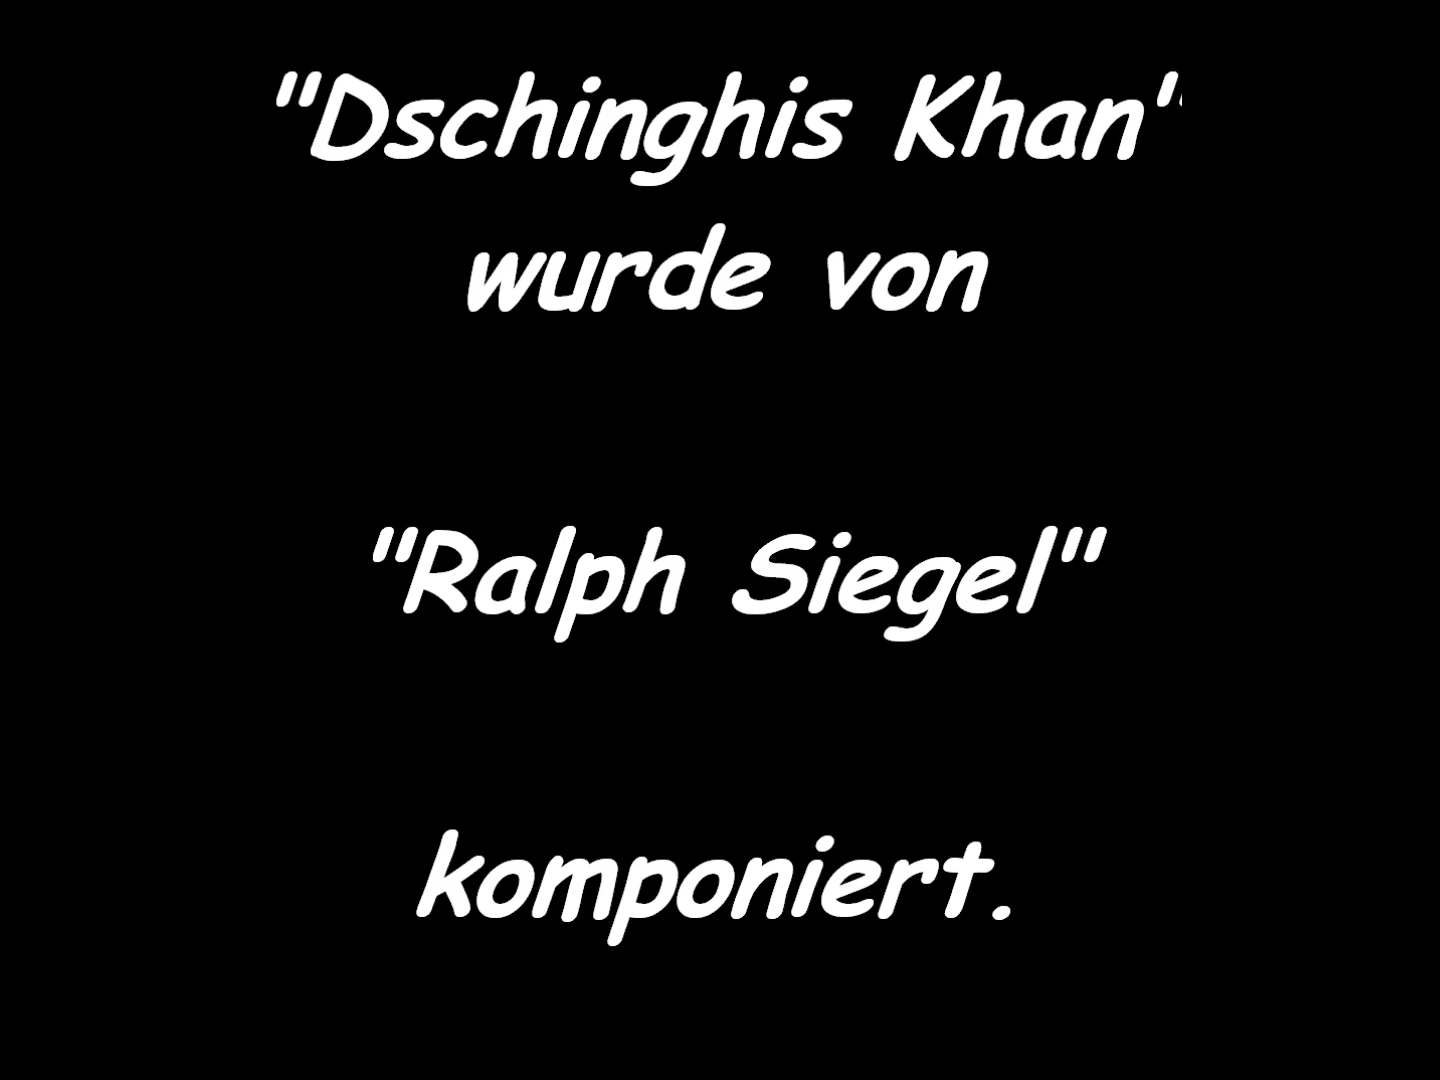 "Dschinghis Khan"
wurde von
"Ralph Siegel"
komponiert.